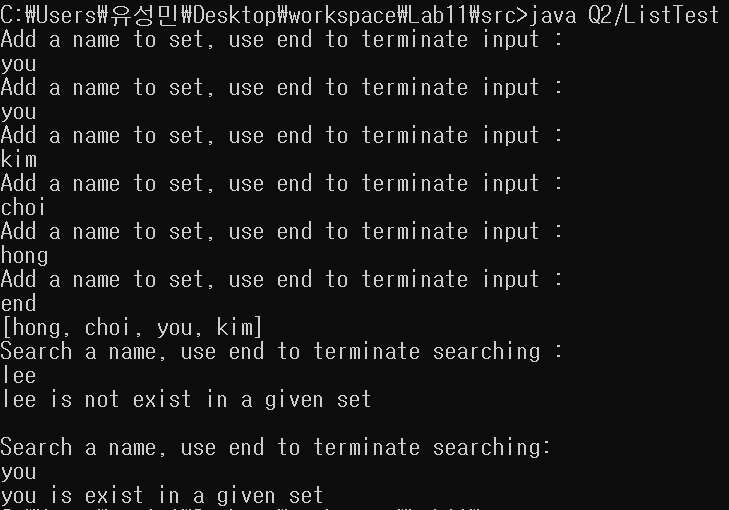 C:₩Users₩유성민₩Desktop₩workspace₩Lab11₩src>java Q2/ListTest
Add a name to set, use end to terminate input :
you
Add a name to set, use end to terminate input :
you
Add a name to set, use end to terminate input :
kim
Add a name to set, use end to terminate input :
choi
Add a name to set, use end to terminate input :
hong
Add a name to set, use end to terminate input :
end
[hong, choi, you, kim]
Search a name, use end to terminate searching :
lee
lee is not exist in a given set
Search a name, use end to terminate searching:
you
you is exist in a given set